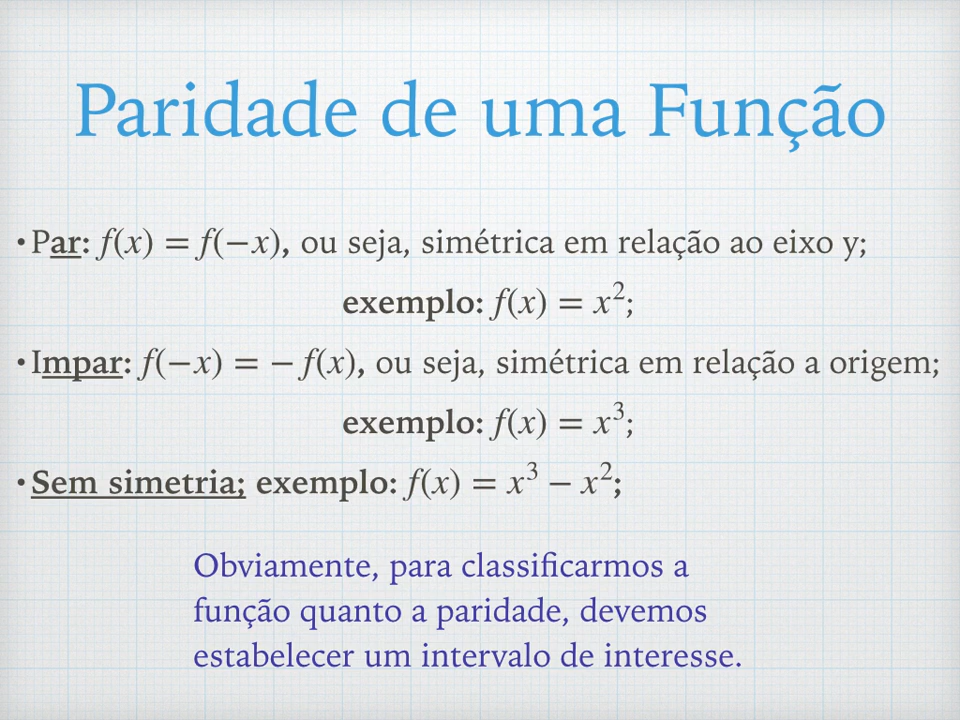 Paridade de uma Função
• Par: f(x) = f(−x), ou seja, simétrica em relação ao eixo y;
exemplo: f(x) = x²;
• Impar: f(−x) = − f(x), ou seja, simétrica em relação a origem;
exemplo: f(x) = x³;
• Sem simetria; exemplo: f(x) = x³ − x²;
Obviamente, para classificarmos a
função quanto a paridade, devemos
estabelecer um intervalo de interesse.